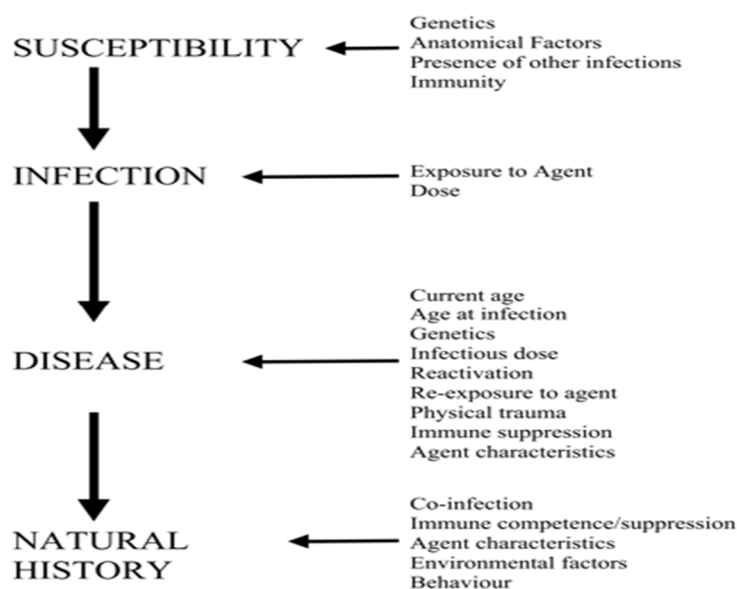 SUSCEPTIBILITY
Genetics
Anatomical Factors
Presence of other infections
Immunity
INFECTION
Exposure to Agent
Dose
DISEASE
Current age
Age at infection
Genetics
Infectious dose
Reactivation
Re-exposure to agent
Physical trauma
Immune suppression
Agent characteristics
NATURAL
HISTORY
Co-infection
Immune competence/suppression
Agent characteristics
Environmental factors
Behaviour